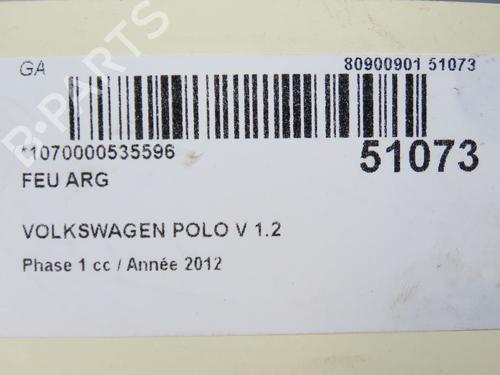 GA
80900901 51073
*1070000535596
51073
FEU ARG
VOLKSWAGEN POLO V 1.2
Phase 1 cc / Année 2012
B-PARTS